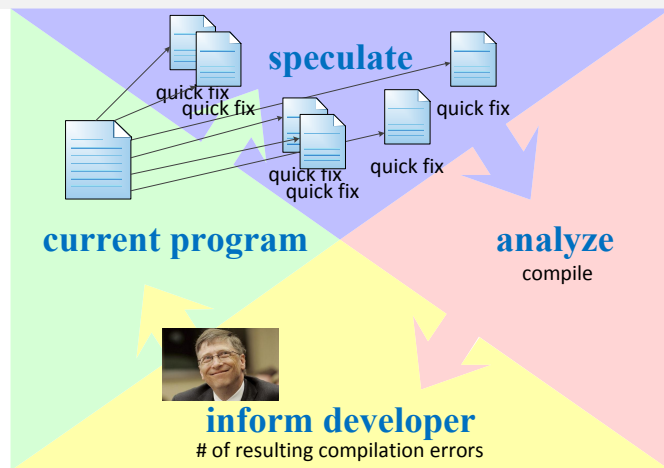 speculate
quick fix
quick fix
quick fix
quick fix
quick fix
quick fix
current program
analyze
compile
inform developer
# of resulting compilation errors